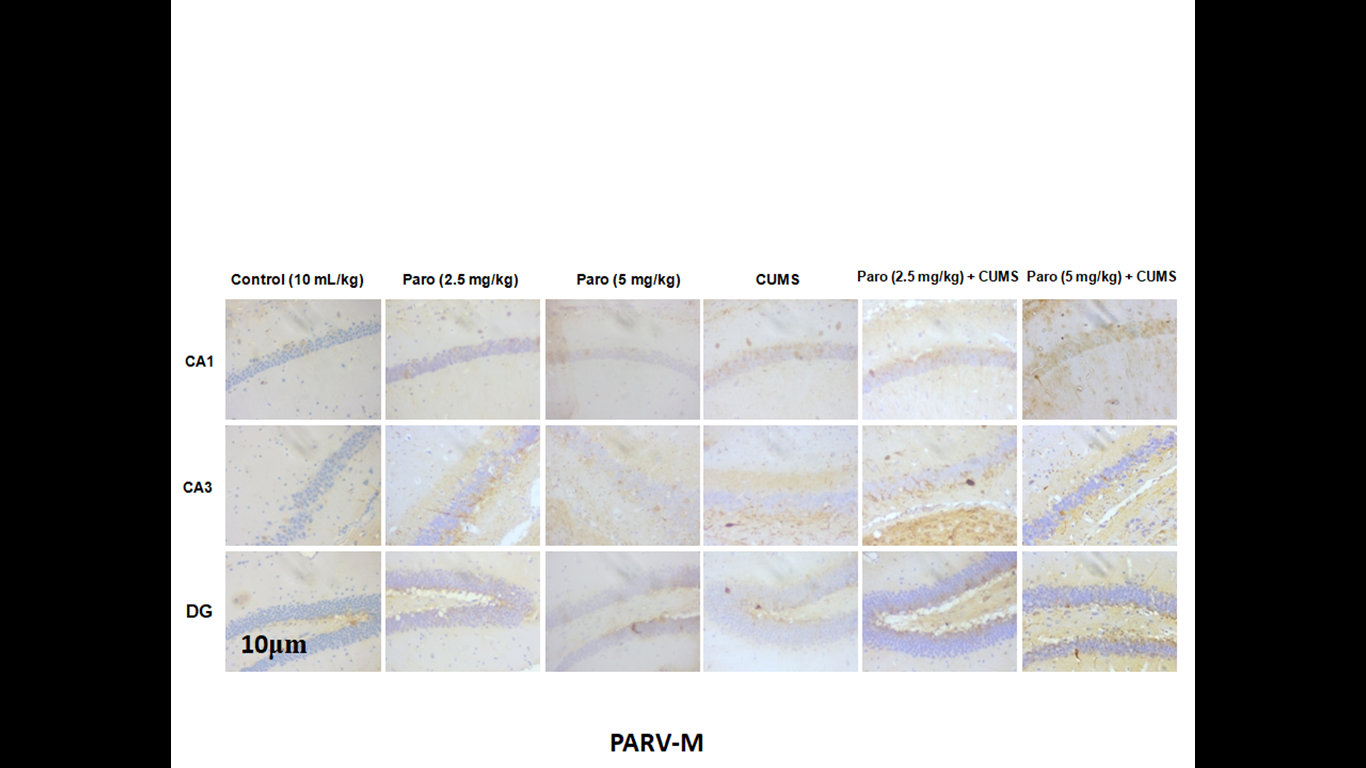 Control (10 mL/kg) Paro (2.5 mg/kg) Paro (5 mg/kg) CUMS Paro (2.5 mg/kg) + CUMS Paro (5 mg/kg) + CUMS
CA1
CA3
DG
10µm
PARV-M